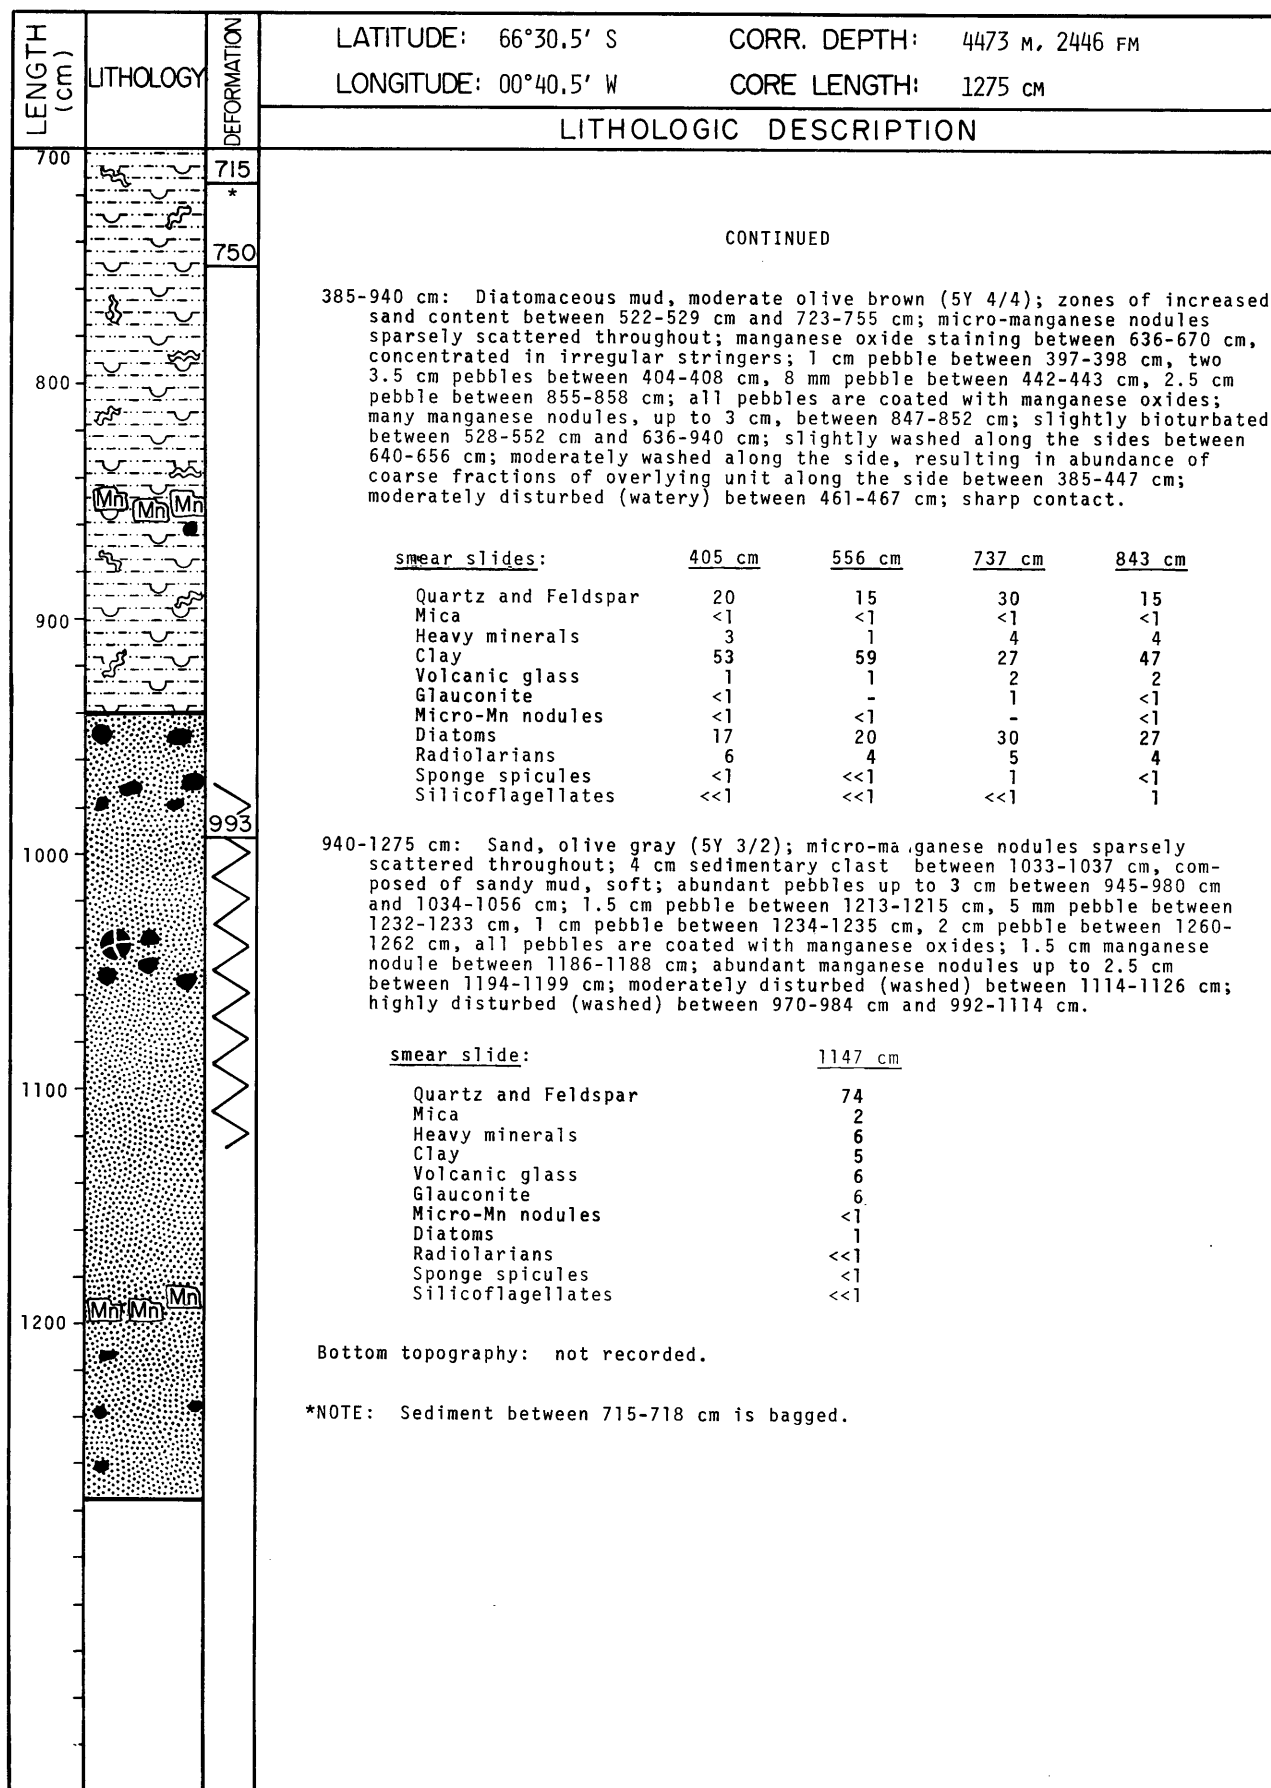 LENGTH (cm)
LITHOLOGY
DEFORMATION
LATITUDE: 66°30.5′ S CORR. DEPTH: 4473 M, 2446 FM
LONGITUDE: 00°40.5′ W CORE LENGTH: 1275 CM
LITHOLOGIC DESCRIPTION
700
715
*
750
800
Mn Mn Mn
900
993
1000
1100
Mn Mn Mn
1200
CONTINUED
385-940 cm: Diatomaceous mud, moderate olive brown (5Y 4/4); zones of increased
sand content between 522-529 cm and 723-755 cm; micro-manganese nodules
sparsely scattered throughout; manganese oxide staining between 636-670 cm,
concentrated in irregular stringers; 1 cm pebble between 397-398 cm, two
3.5 cm pebbles between 404-408 cm, 8 mm pebble between 442-443 cm, 2.5 cm
pebble between 855-858 cm; all pebbles are coated with manganese oxides;
many manganese nodules, up to 3 cm, between 847-852 cm; slightly bioturbated
between 528-552 cm and 636-940 cm; slightly washed along the sides between
640-656 cm; moderately washed along the side, resulting in abundance of
coarse fractions of overlying unit along the side between 385-447 cm;
moderately disturbed (watery) between 461-467 cm; sharp contact.
smear slides: 405 cm 556 cm 737 cm 843 cm
Quartz and Feldspar 20 15 30 15
Mica <1 <1 <1 <1
Heavy minerals 3 1 4 4
Clay 53 59 27 47
Volcanic glass 1 1 2 2
Glauconite <1 - 1 <1
Micro-Mn nodules <1 <1 - <1
Diatoms 17 20 30 27
Radiolarians 6 4 5 4
Sponge spicules <1 <<1 1 <1
Silicoflagellates <<1 <<1 <<1 1
940-1275 cm: Sand, olive gray (5Y 3/2); micro-ma ganese nodules sparsely
scattered throughout; 4 cm sedimentary clast between 1033-1037 cm, com-
posed of sandy mud, soft; abundant pebbles up to 3 cm between 945-980 cm
and 1034-1056 cm; 1.5 cm pebble between 1213-1215 cm, 5 mm pebble between
1232-1233 cm, 1 cm pebble between 1234-1235 cm, 2 cm pebble between 1260-
1262 cm, all pebbles are coated with manganese oxides; 1.5 cm manganese
nodule between 1186-1188 cm; abundant manganese nodules up to 2.5 cm
between 1194-1199 cm; moderately disturbed (washed) between 1114-1126 cm;
highly disturbed (washed) between 970-984 cm and 992-1114 cm.
smear slide: 1147 cm
Quartz and Feldspar 74
Mica 2
Heavy minerals 6
Clay 5
Volcanic glass 6
Glauconite 6
Micro-Mn nodules <1
Diatoms 1
Radiolarians <<1
Sponge spicules <1
Silicoflagellates <<1
Bottom topography: not recorded.
*NOTE: Sediment between 715-718 cm is bagged.